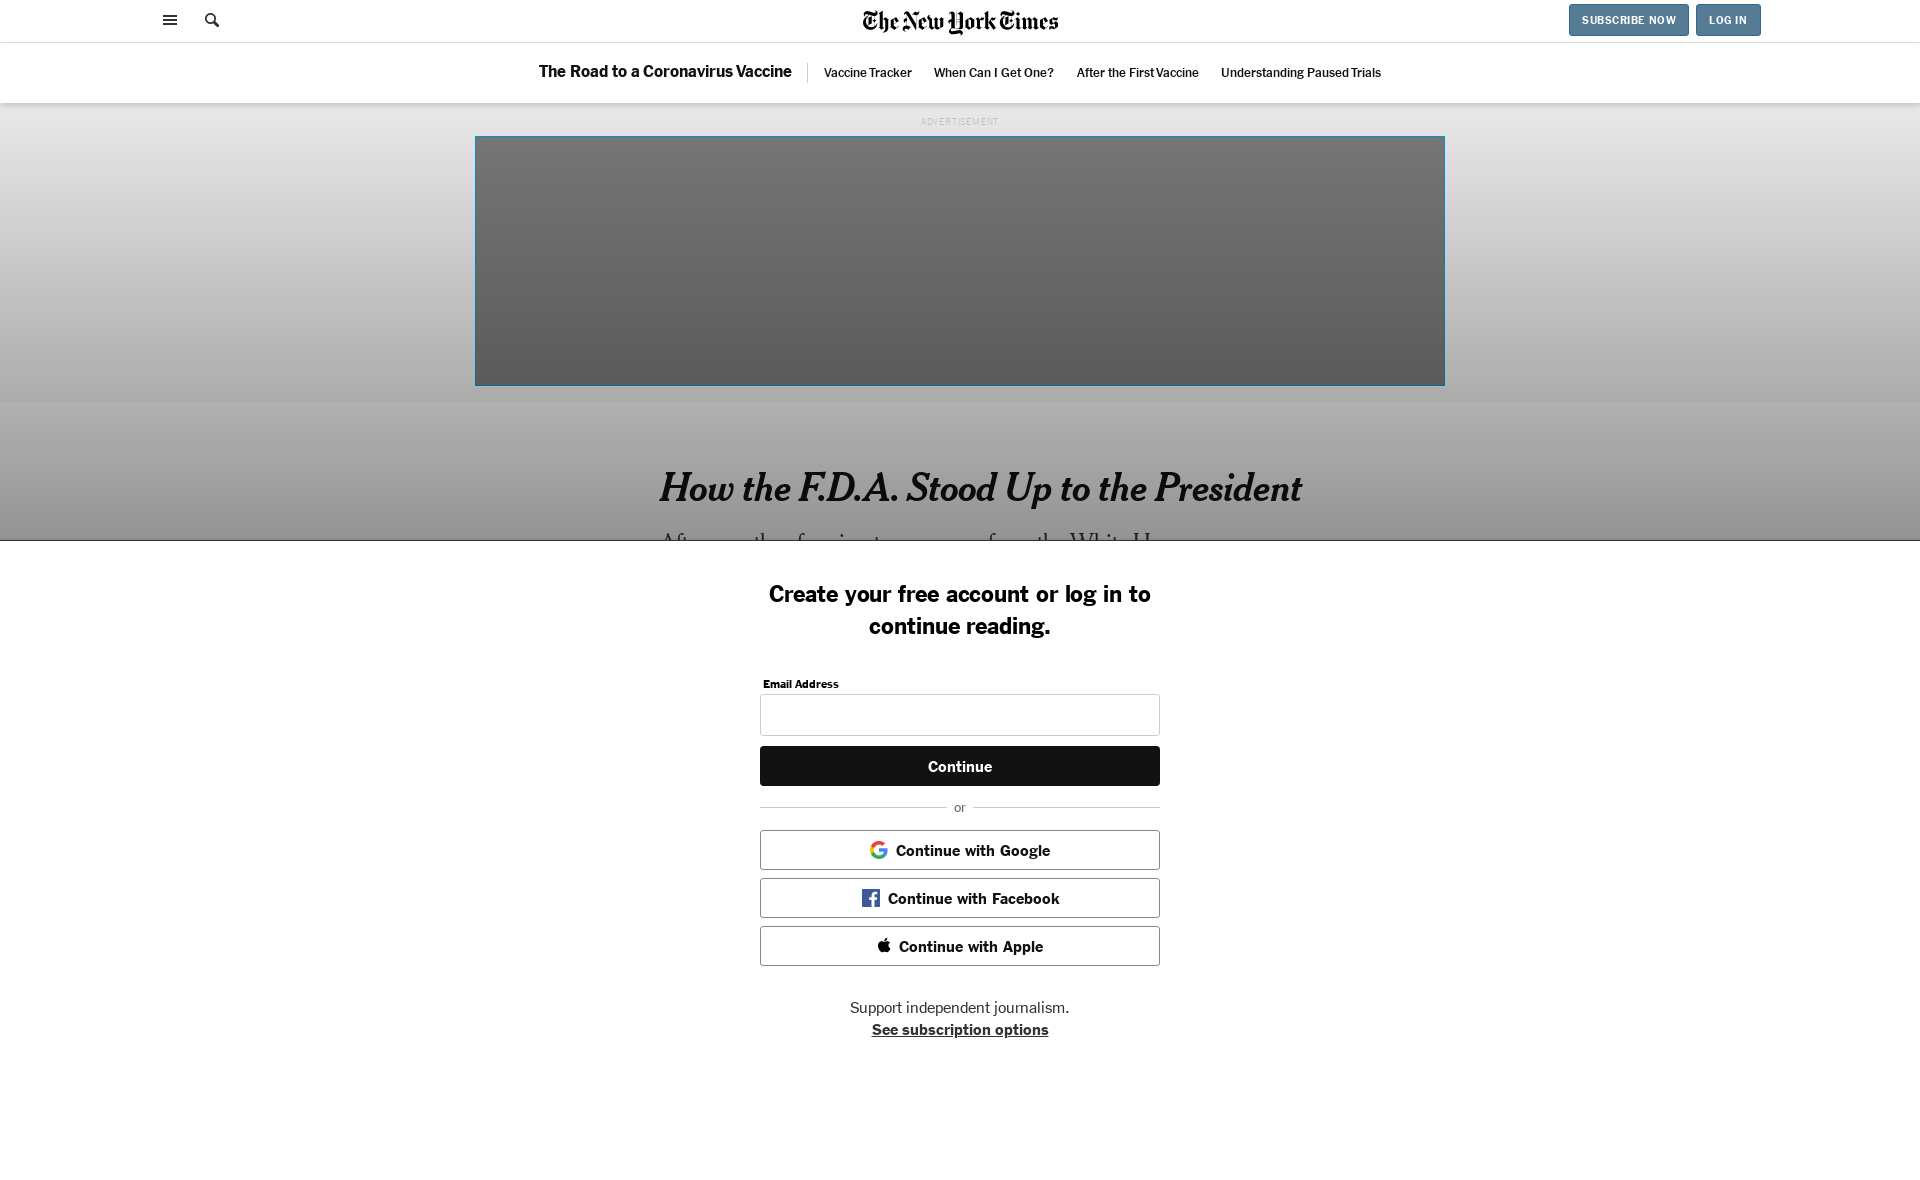 The New York Times
SUBSCRIBE NOW
LOG IN
The Road to a Coronavirus Vaccine
Vaccine Tracker
When Can I Get One?
After the First Vaccine
Understanding Paused Trials
ADVERTISEMENT
How the F.D.A. Stood Up to the President
Create your free account or log in to
continue reading.
Email Address
Continue
or
Continue with Google
Continue with Facebook
Continue with Apple
Support independent journalism.
See subscription options